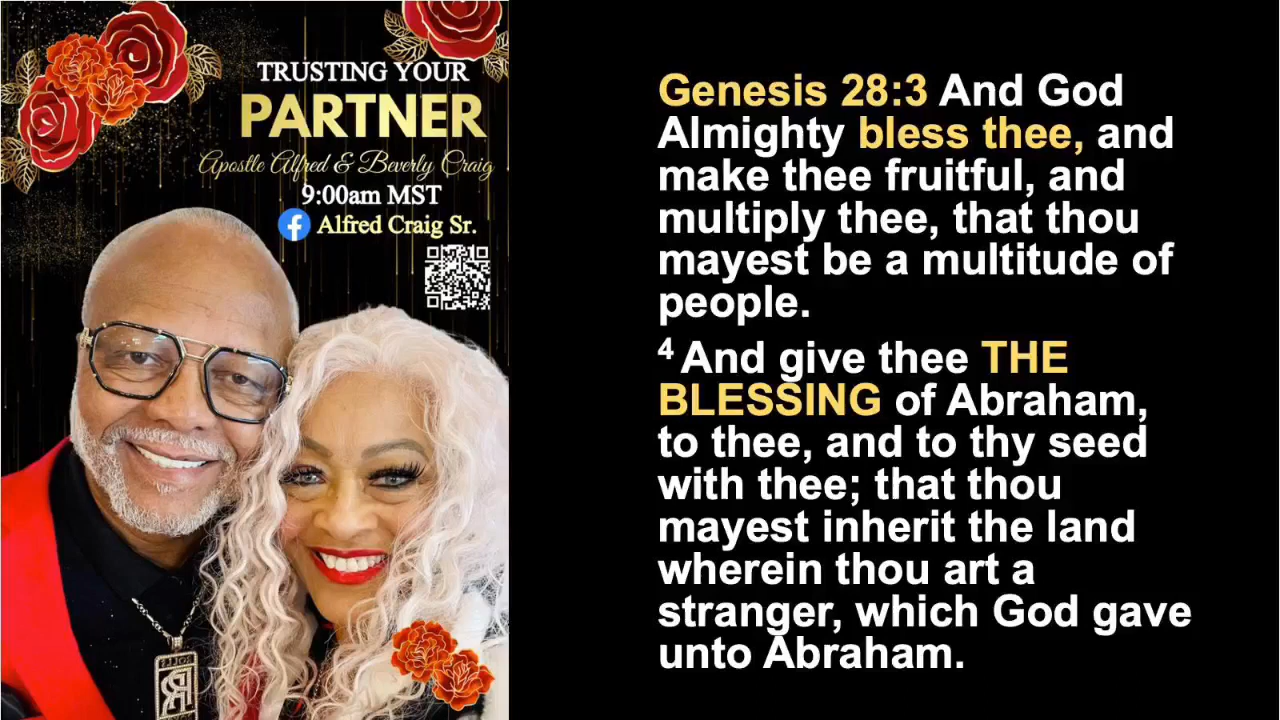 TRUSTING YOUR
PARTNER
Apostle Alfred & Beverly Craig
9:00am MST
Alfred Craig Sr.
Genesis 28:3 And God
Almighty bless thee, and
make thee fruitful, and
multiply thee, that thou
mayest be a multitude of
people.
4 And give thee THE
BLESSING of Abraham,
to thee, and to thy seed
with thee; that thou
mayest inherit the land
wherein thou art a
stranger, which God gave
unto Abraham.